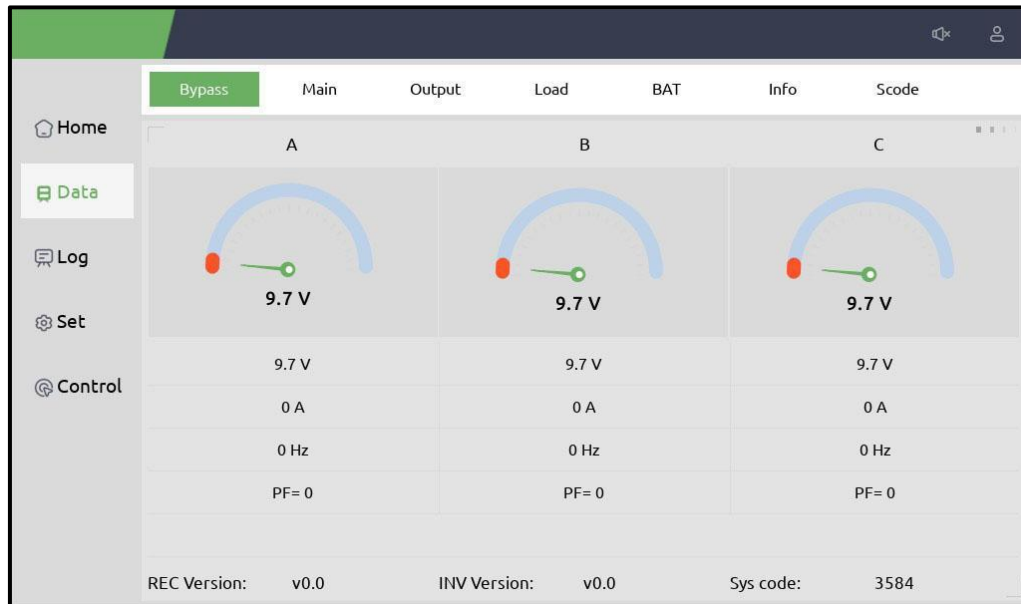 Bypass Main Output Load BAT Info Scode
Home
A B C
Data
Log
9.7 V 9.7 V 9.7 V
Set
9.7 V 9.7 V 9.7 V
Control
0 A 0 A 0 A
0 Hz 0 Hz 0 Hz
PF= 0 PF= 0 PF= 0
REC Version: v0.0 INV Version: v0.0 Sys code: 3584